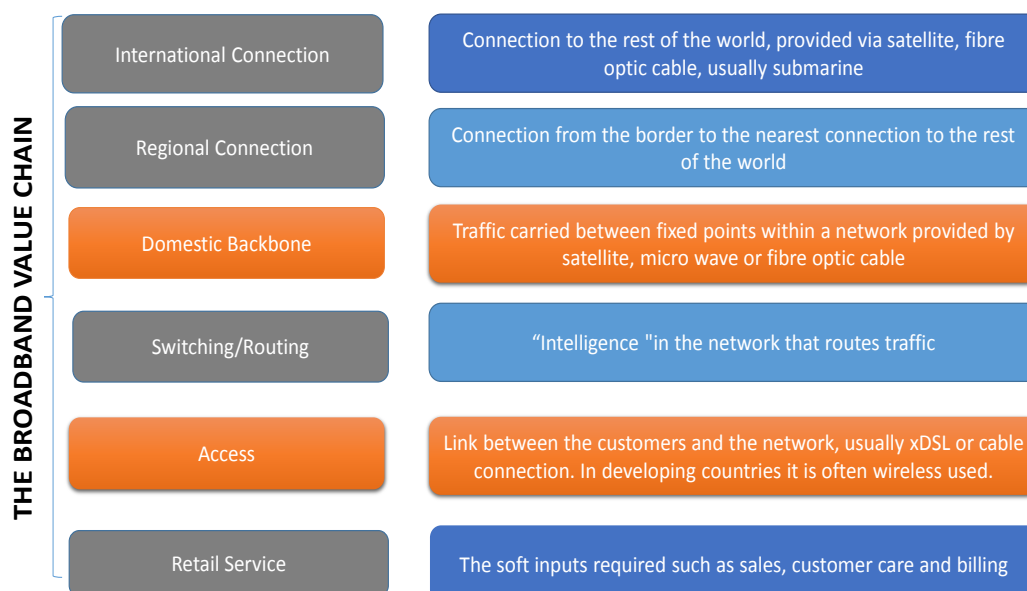 THE BROADBAND VALUE CHAIN
International Connection
Connection to the rest of the world, provided via satellite, fibre
optic cable, usually submarine
Regional Connection
Connection from the border to the nearest connection to the rest
of the world
Domestic Backbone
Traffic carried between fixed points within a network provided by
satellite, micro wave or fibre optic cable
Switching/Routing
“Intelligence "in the network that routes traffic
Access
Link between the customers and the network, usually xDSL or cable
connection. In developing countries it is often wireless used.
Retail Service
The soft inputs required such as sales, customer care and billing